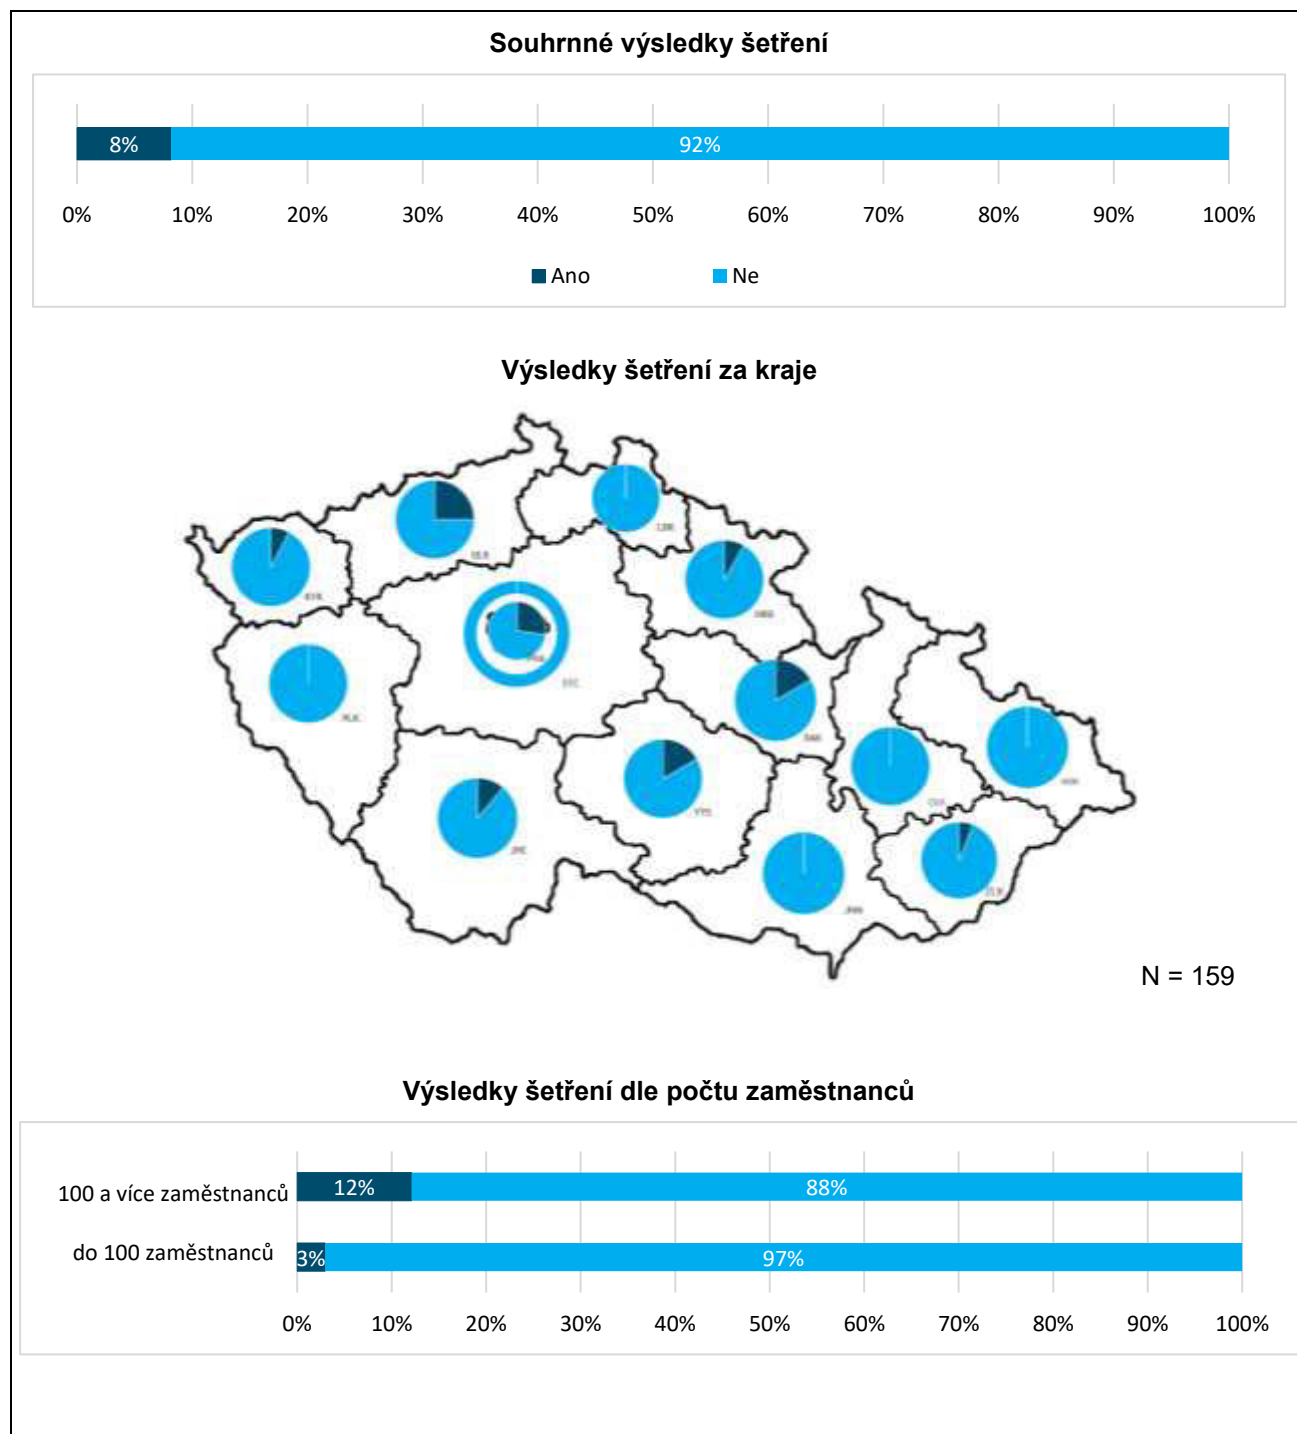 Souhrnné výsledky šetření
8% 92%
0% 10% 20% 30% 40% 50% 60% 70% 80% 90% 100%
Ano Ne
Výsledky šetření za kraje
N = 159
Výsledky šetření dle počtu zaměstnanců
100 a více zaměstnanců 12% 88%
do 100 zaměstnanců 3% 97%
0% 10% 20% 30% 40% 50% 60% 70% 80% 90% 100%